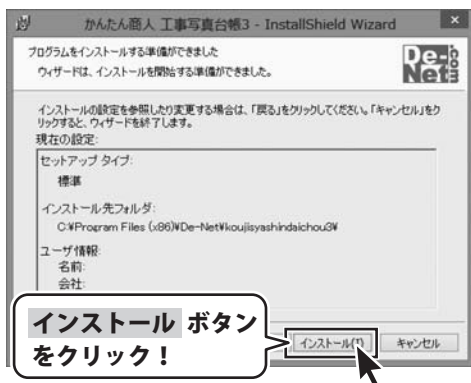 かんたん商人 工事写真台帳3 - InstallShield Wizard
プログラムをインストールする準備ができました
ウィザードは、インストールを開始する準備ができました。
De-Net.com
インストールの設定を参照したり変更する場合は、「戻る」をクリックしてください。「キャンセル」をク
リックすると、ウィザードを終了します。
現在の設定:
セットアップ タイプ:
標準
インストール先フォルダ:
C:¥Program Files (x86)¥De-Net¥koujisyashindaichou3¥
ユーザ情報:
名前:
会社:
インストール ボタン
をクリック！
インストール(I)
キャンセル